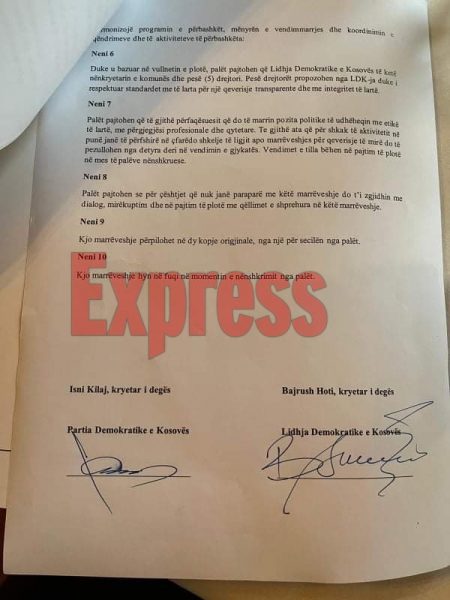 harmonizojë programin e përbashkët, mënyrën e vendimmarrjes dhe koordinimin e
qëndrimeve dhe të aktiviteteve të përbashkëta:
Neni 6
Duke u bazuar në vullnetin e plotë, palët pajtohen që Lidhja Demokratike e Kosovës të ketë
nënkryetarin e komunës dhe pesë (5) drejtori. Pesë drejtorët propozohen nga LDK-ja duke i
respektuar standardet me të larta për një qeverisje transparente dhe me integritet të lartë.
Neni 7
Palët pajtohen që të gjithë përfaqësuesit që do të marrin pozita politike të udhëheqin me etikë
të lartë, me përgjegjësi profesionale dhe qytetare. Te gjithë ata që për shkak të aktivitetit në
punë janë të përfshirë në çfarëdo shkelje të ligjit apo marrëveshjes për qeverisje të mirë do të
pezullohen nga detyra deri në vendimin e gjykatës. Vendimet e tilla bëhen në pajtim të plotë
në mes të palëve nënshkruese.
Neni 8
Palët pajtohen se për çështjet që nuk janë paraparë me këtë marrëveshje do t'i zgjidhin me
dialog, mirëkuptim dhe në pajtim të plotë me qëllimet e shprehura në këtë marrëveshje.
Neni 9
Kjo marrëveshje përpilohet në dy kopje origjinale, nga një për secilën nga palët.
Neni 10
Kjo marrëveshje hyn në fuqi në momentin e nënshkrimit nga palët.
Express
Isni Kilaj, kryetar i degës
Bajrush Hoti, kryetar i degës
Partia Demokratike e Kosovës
Lidhja Demokratike e Kosovës